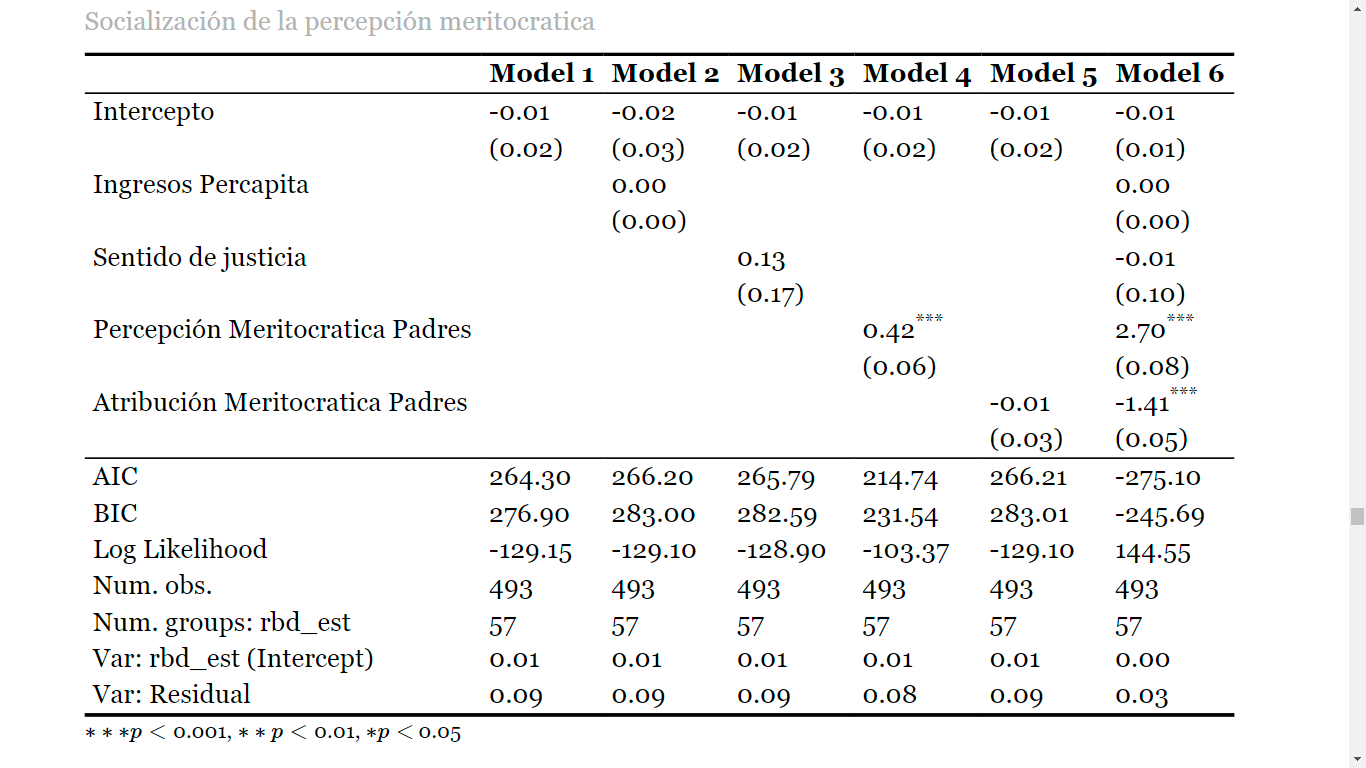 Socialización de la percepción meritocratica
Model 1 Model 2 Model 3 Model 4 Model 5 Model 6
Intercepto -0.01 -0.02 -0.01 -0.01 -0.01 -0.01
(0.02) (0.03) (0.02) (0.02) (0.02) (0.01)
Ingresos Percapita 0.00 0.00
(0.00) (0.00)
Sentido de justicia 0.13 -0.01
(0.17) (0.10)
Percepción Meritocratica Padres 0.42*** 2.70***
(0.06) (0.08)
Atribución Meritocratica Padres -0.01 -1.41***
(0.03) (0.05)
AIC 264.30 266.20 265.79 214.74 266.21 -275.10
BIC 276.90 283.00 282.59 231.54 283.01 -245.69
Log Likelihood -129.15 -129.10 -128.90 -103.37 -129.10 144.55
Num. obs. 493 493 493 493 493 493
Num. groups: rbd_est 57 57 57 57 57 57
Var: rbd_est (Intercept) 0.01 0.01 0.01 0.01 0.01 0.00
Var: Residual 0.09 0.09 0.09 0.08 0.09 0.03
***p < 0.001, **p < 0.01, *p < 0.05